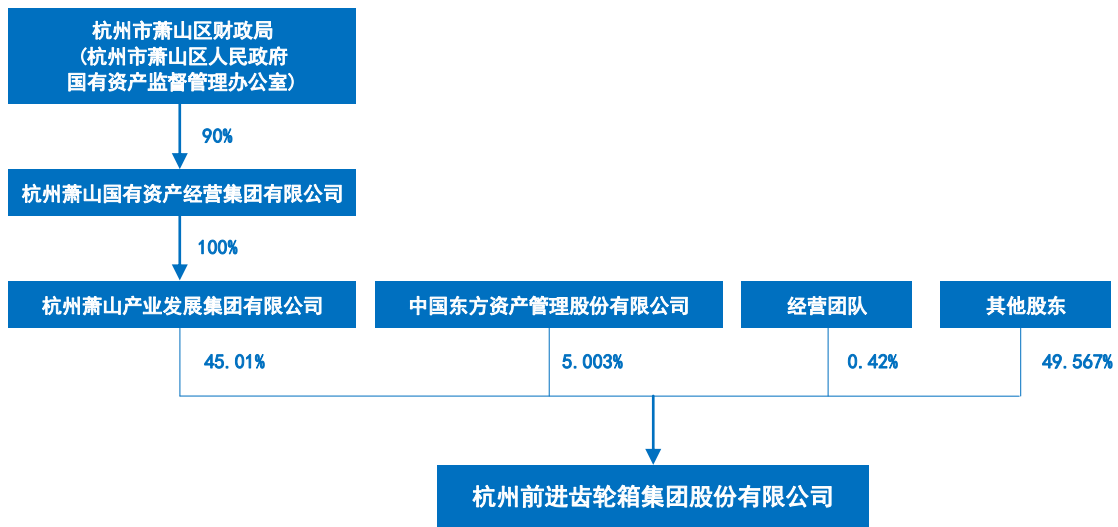 杭州市萧山区财政局
(杭州市萧山区人民政府
国有资产监督管理办公室)
90%
杭州萧山国有资产经营集团有限公司
100%
杭州萧山产业发展集团有限公司
中国东方资产管理股份有限公司
经营团队
其他股东
45.01%
5.003%
0.42%
49.567%
杭州前进齿轮箱集团股份有限公司